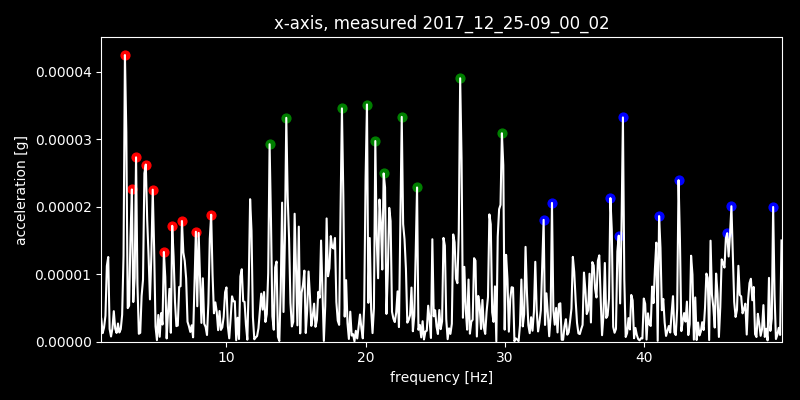 x-axis, measured 2017_12_25-09_00_02
0.00004
0.00003
0.00002
0.00001
0.00000
acceleration [g]
10 20 30 40
frequency [Hz]